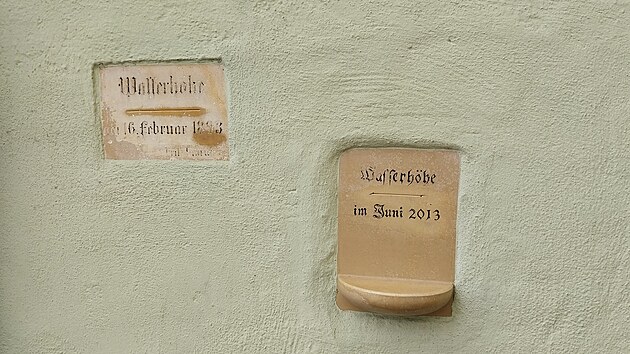 Wasserhöhe
16. Februar
Wasserhöhe
im Juni 2013